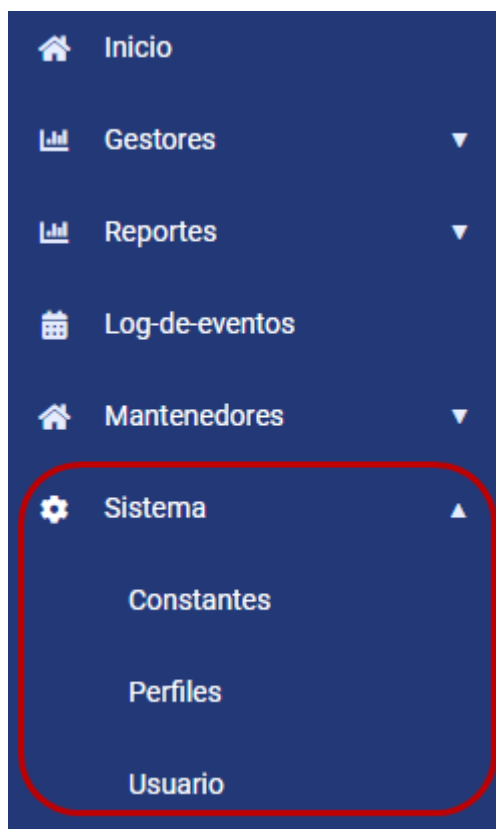 Inicio
Gestores ▼
Reportes ▼
Log-de-eventos
Mantenedores ▼
Sistema ▲
Constantes
Perfiles
Usuario